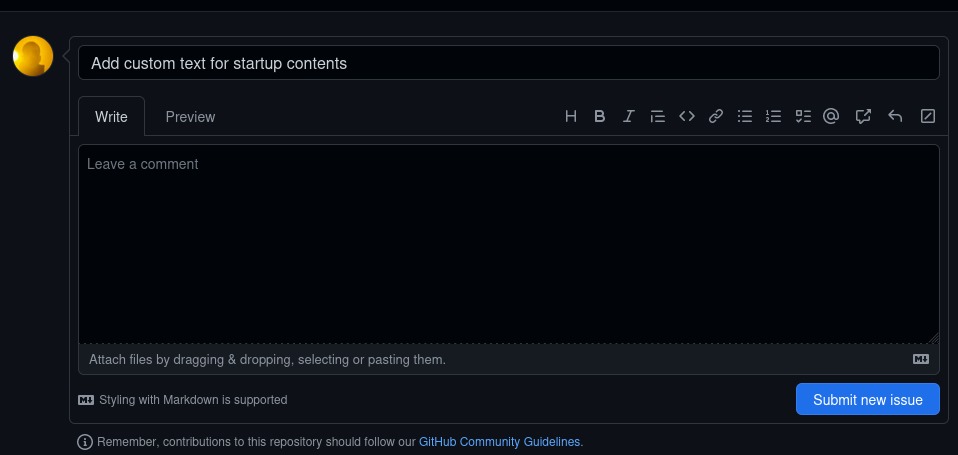 Add custom text for startup contents
Write Preview
Leave a comment
Attach files by dragging & dropping, selecting or pasting them.
Styling with Markdown is supported
Submit new issue
Remember, contributions to this repository should follow our GitHub Community Guidelines.